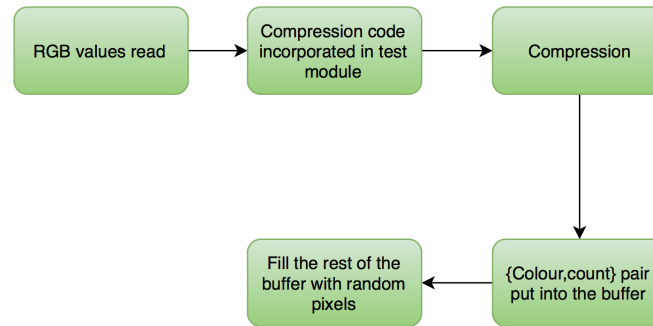 RGB values read
Compression code
incorporated in test
module
Compression
Fill the rest of the
buffer with random
pixels
{Colour,count} pair
put into the buffer